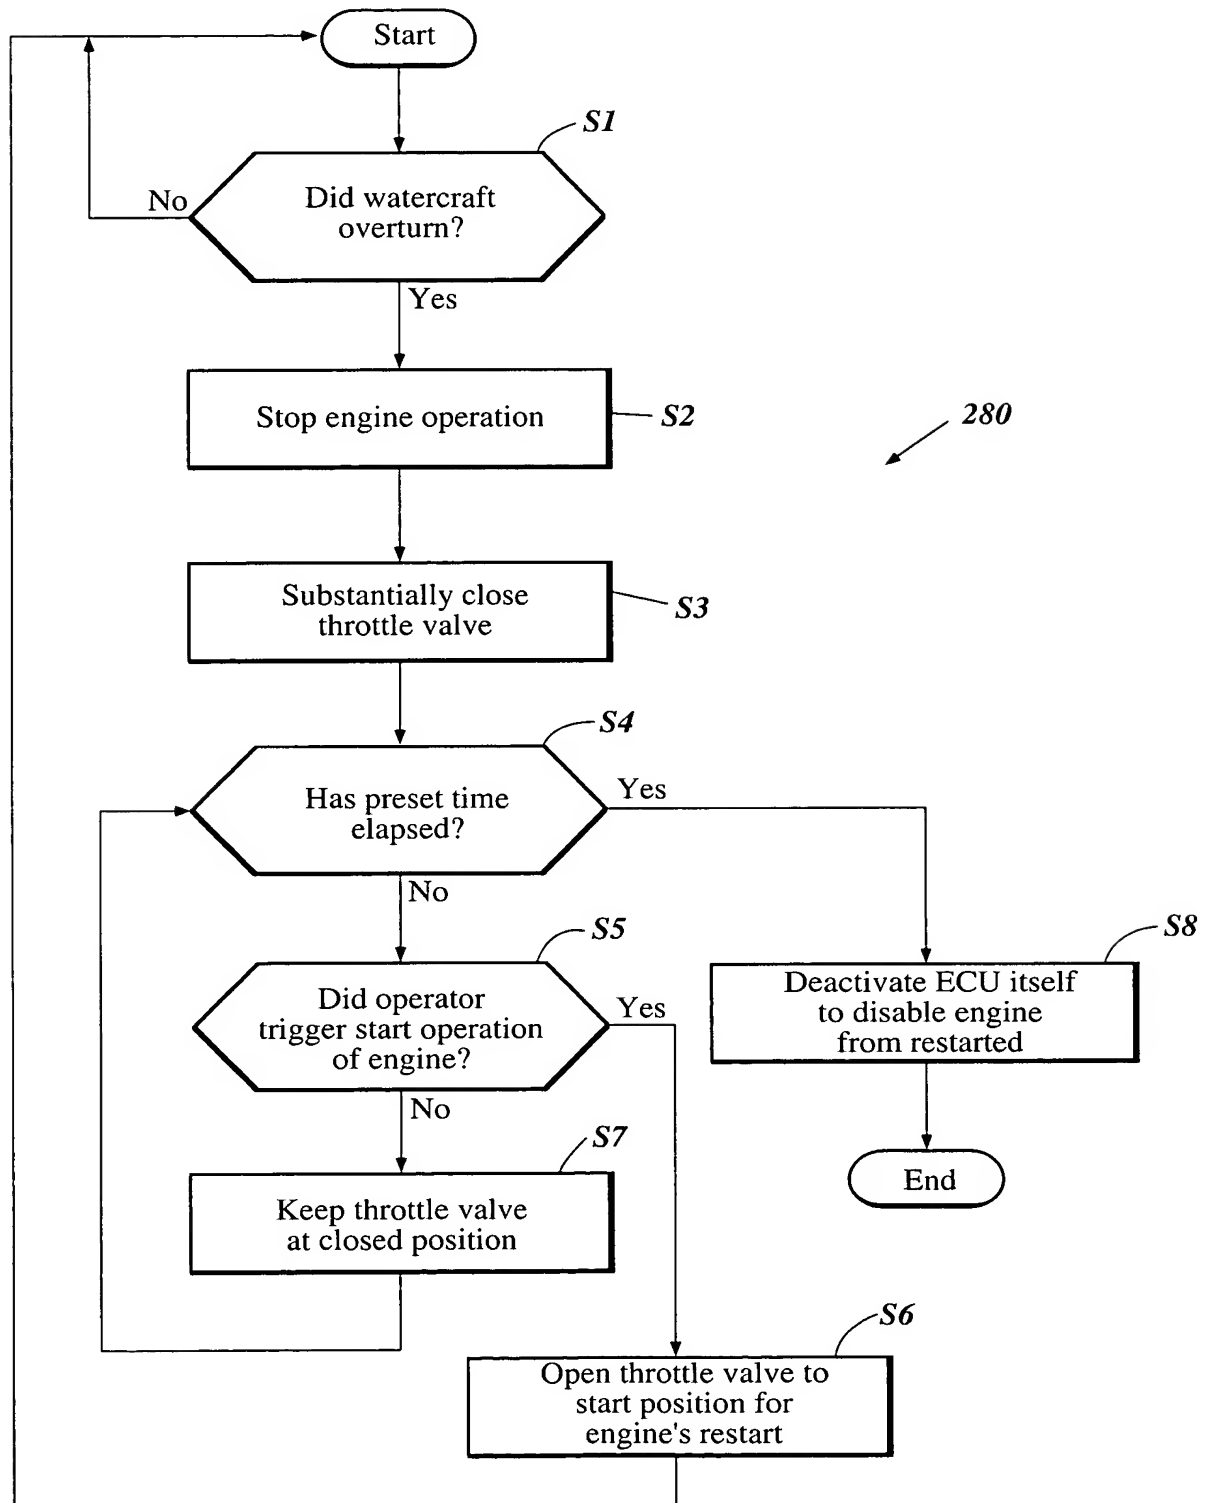 Start
S1
Did watercraft
overturn?
No
Yes
Stop engine operation
S2
280
Substantially close
throttle valve
S3
S4
Has preset time
elapsed?
Yes
No
S5
Did operator
trigger start operation
of engine?
Yes
S8
Deactivate ECU itself
to disable engine
from restarted
No
S7
Keep throttle valve
at closed position
End
S6
Open throttle valve to
start position for
engine's restart